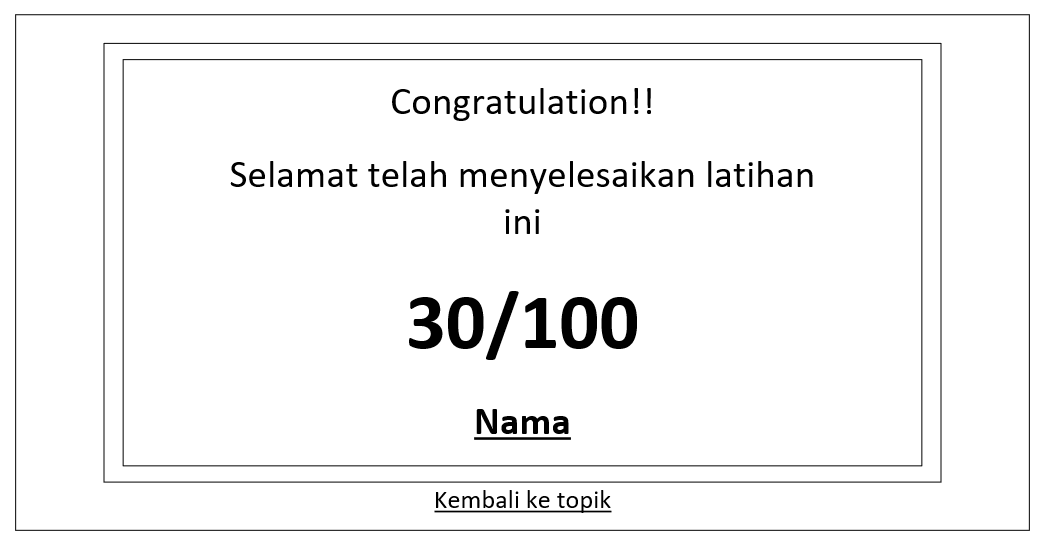 Congratulation!!
Selamat telah menyelesaikan latihan
ini
30/100
Nama
Kembali ke topik